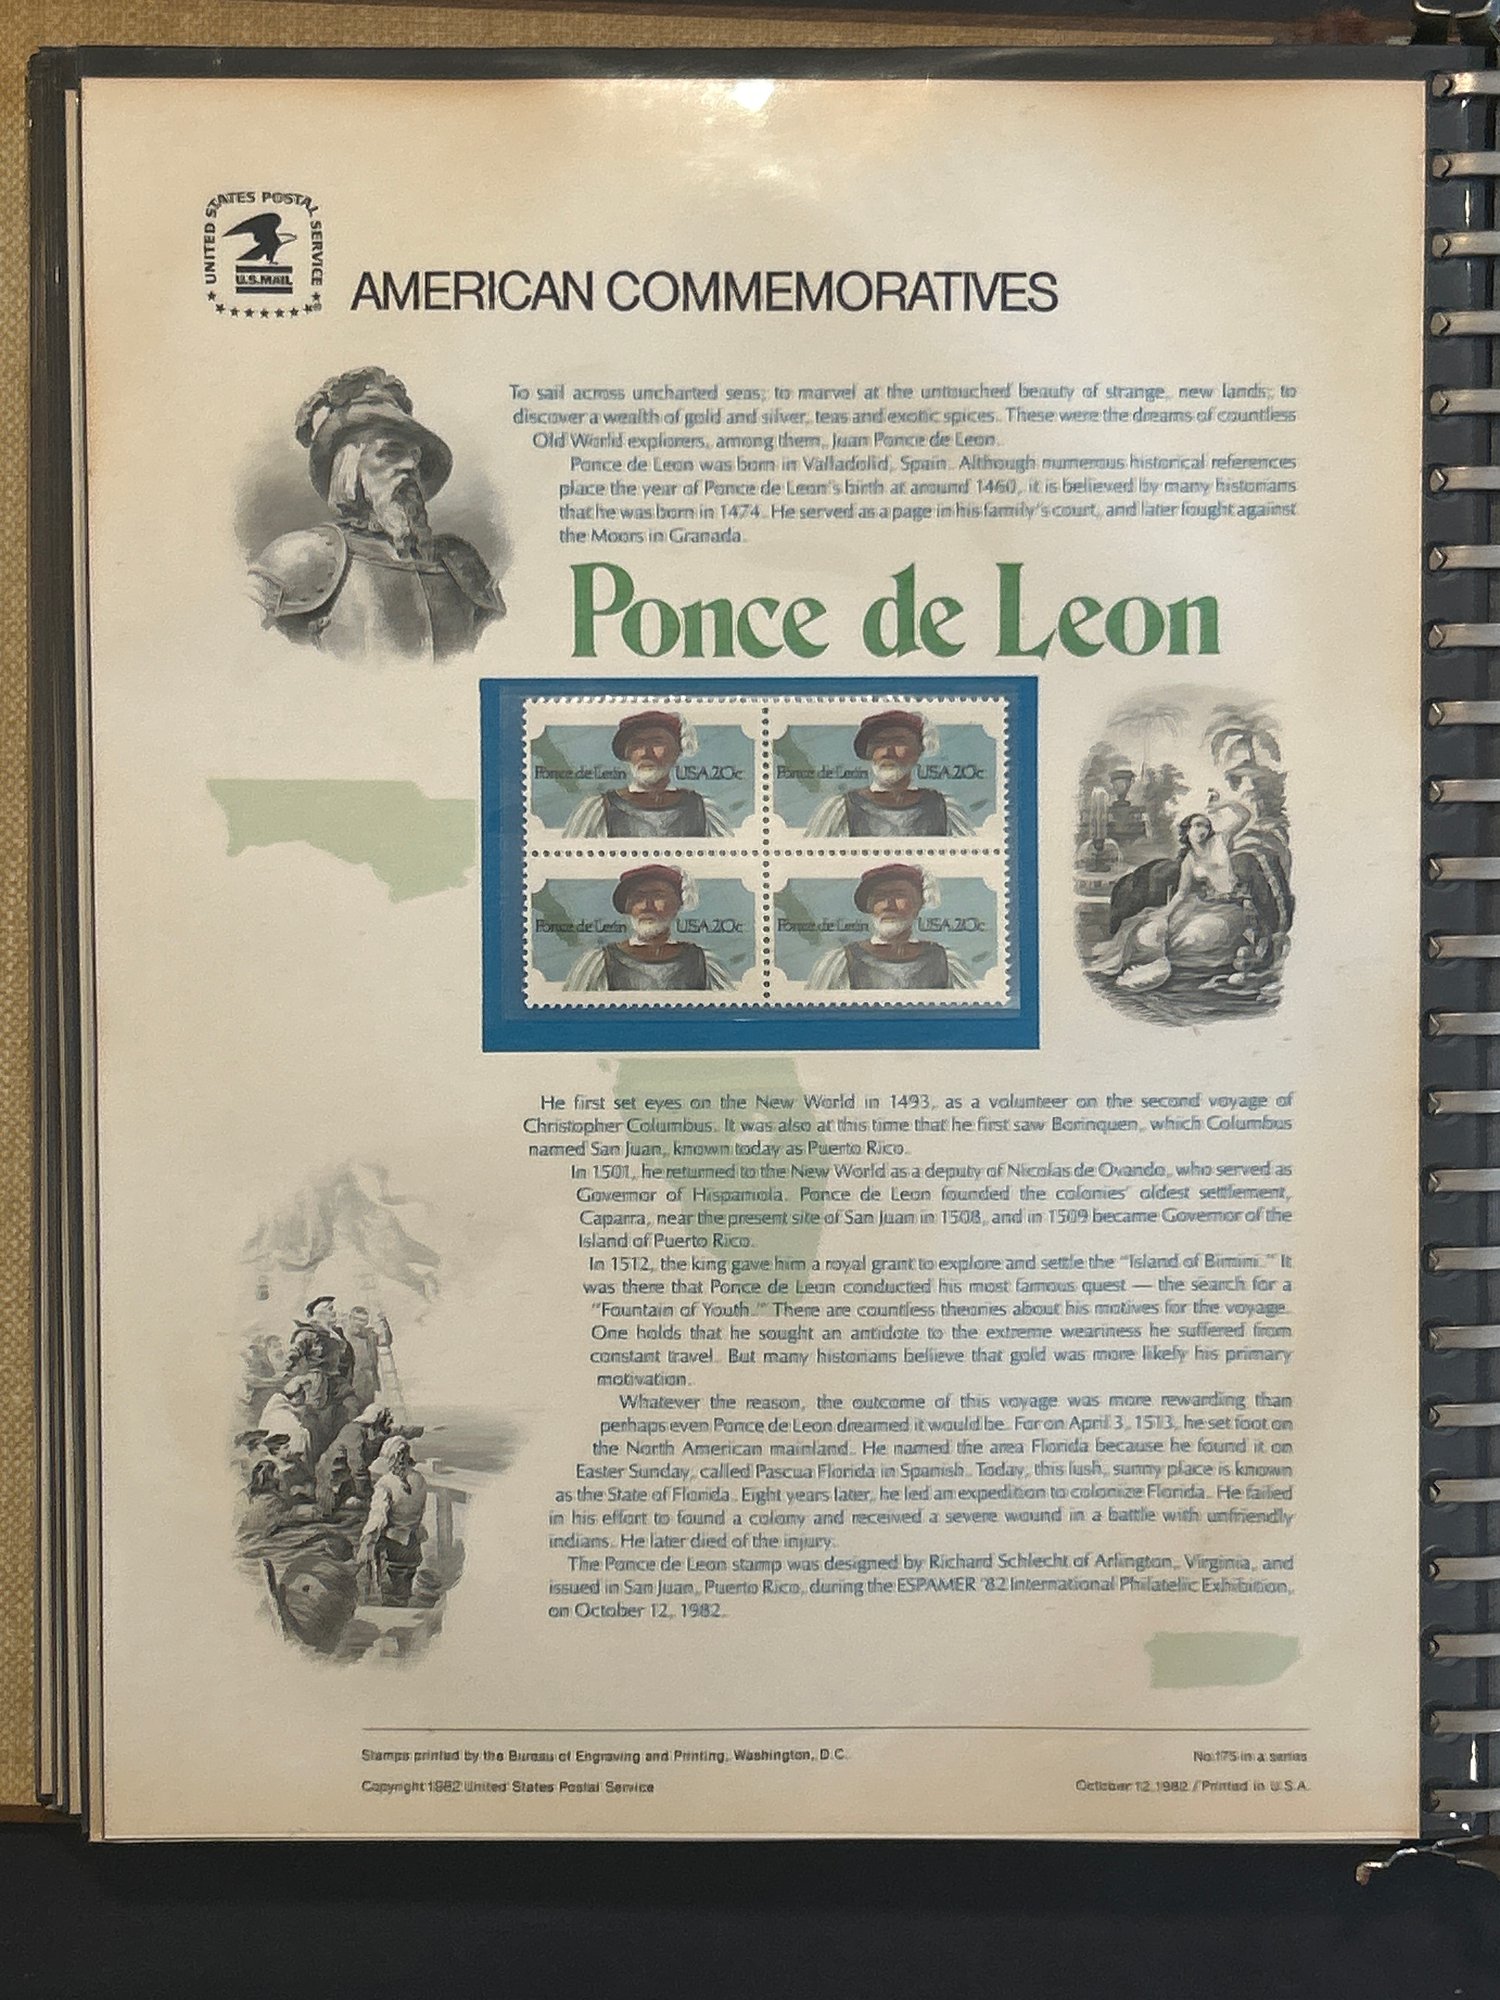 UNITED STATES POSTAL SERVICE
U.S.MAIL
AMERICAN COMMEMORATIVES
To sail across uncharted seas; to marvel at the untouched beauty of strange, new lands; to
discover a wealth of gold and silver, teas and exotic spices. These were the dreams of countless
Old World explorers, among them, Juan Ponce de Leon.
Ponce de Leon was born in Valladolid, Spain. Although numerous historical references
place the year of Ponce de Leon's birth at around 1460, it is believed by many historians
that he was born in 1474. He served as a page in his family's court, and later fought against
the Moors in Granada.
Ponce de Leon
Ponce de León USA 20c
Ponce de León USA 20c
Ponce de León USA 20c
Ponce de León USA 20c
He first set eyes on the New World in 1493, as a volunteer on the second voyage of
Christopher Columbus. It was also at this time that he first saw Borinquen, which Columbus
named San Juan, known today as Puerto Rico.
In 1501, he returned to the New World as a deputy of Nicolas de Ovando, who served as
Governor of Hispaniola. Ponce de Leon founded the colonies' oldest settlement,
Caparra, near the present site of San Juan in 1508, and in 1509 became Governor of the
Island of Puerto Rico.
In 1512, the king gave him a royal grant to explore and settle the "Island of Bimini." It
was there that Ponce de Leon conducted his most famous quest — the search for a
"Fountain of Youth." There are countless theories about his motives for the voyage.
One holds that he sought an antidote to the extreme weariness he suffered from
constant travel. But many historians believe that gold was more likely his primary
motivation.
Whatever the reason, the outcome of this voyage was more rewarding than
perhaps even Ponce de Leon dreamed it would be. For on April 3, 1513, he set foot on
the North American mainland. He named the area Florida because he found it on
Easter Sunday, called Pascua Florida in Spanish. Today, this lush, sunny place is known
as the State of Florida. Eight years later, he led an expedition to colonize Florida. He failed
in his effort to found a colony and received a severe wound in a battle with unfriendly
indians. He later died of the injury.
The Ponce de Leon stamp was designed by Richard Schlecht of Arlington, Virginia, and
issued in San Juan, Puerto Rico, during the ESPAMER '82 International Philatelic Exhibition,
on October 12, 1982.
Stamps printed by the Bureau of Engraving and Printing, Washington, D.C.
No.175 in a series
Copyright 1982 United States Postal Service
October 12, 1982 / Printed in U.S.A.